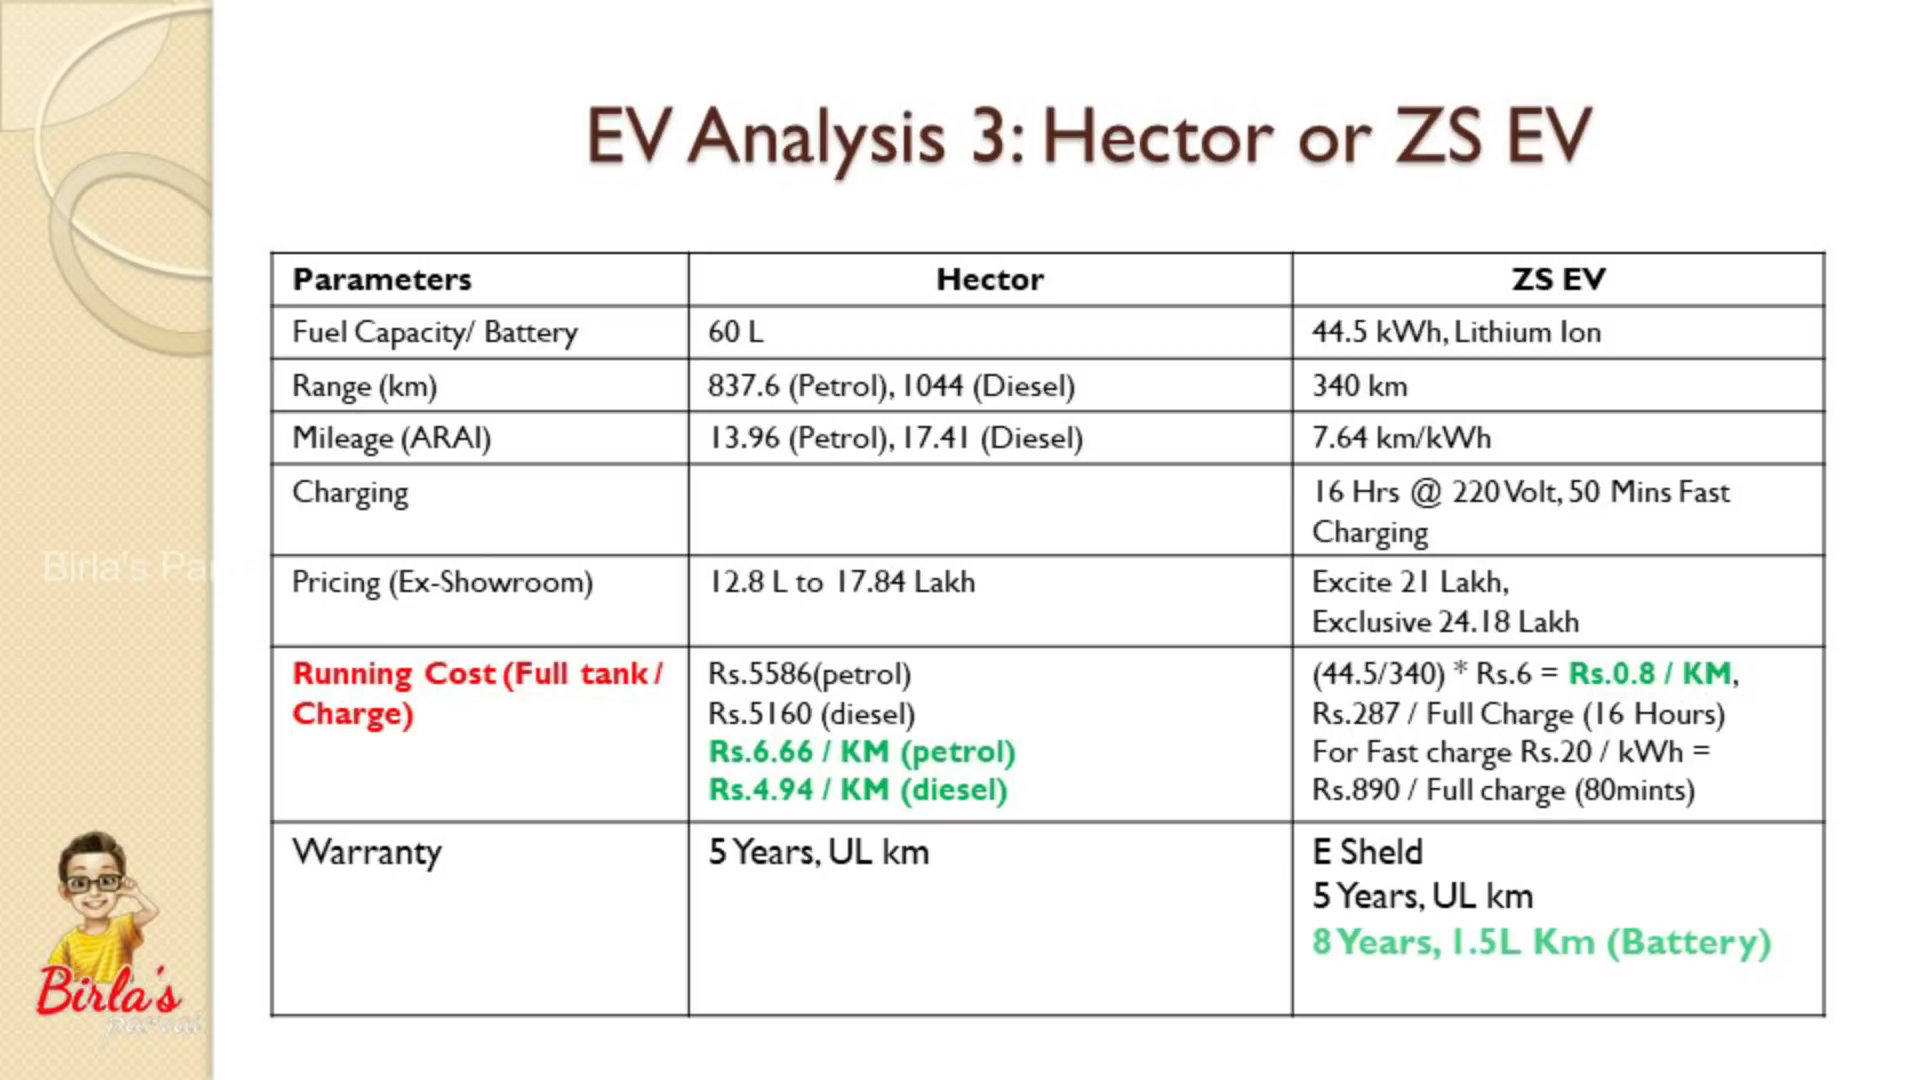 EV Analysis 3: Hector or ZS EV
Parameters
Hector
ZS EV
Fuel Capacity/ Battery
60 L
44.5 kWh, Lithium Ion
Range (km)
837.6 (Petrol), 1044 (Diesel)
340 km
Mileage (ARAI)
13.96 (Petrol), 17.41 (Diesel)
7.64 km/kWh
Charging
16 Hrs @ 220 Volt, 50 Mins Fast
Charging
Pricing (Ex-Showroom)
12.8 L to 17.84 Lakh
Excite 21 Lakh,
Exclusive 24.18 Lakh
Running Cost (Full tank /
Charge)
Rs.5586(petrol)
Rs.5160 (diesel)
Rs.6.66 / KM (petrol)
Rs.4.94 / KM (diesel)
(44.5/340) * Rs.6 = Rs.0.8 / KM,
Rs.287 / Full Charge (16 Hours)
For Fast charge Rs.20 / kWh =
Rs.890 / Full charge (80mints)
Warranty
5 Years, UL km
E Sheld
5 Years, UL km
8 Years, 1.5L Km (Battery)
Birla's
Birla's
parvai